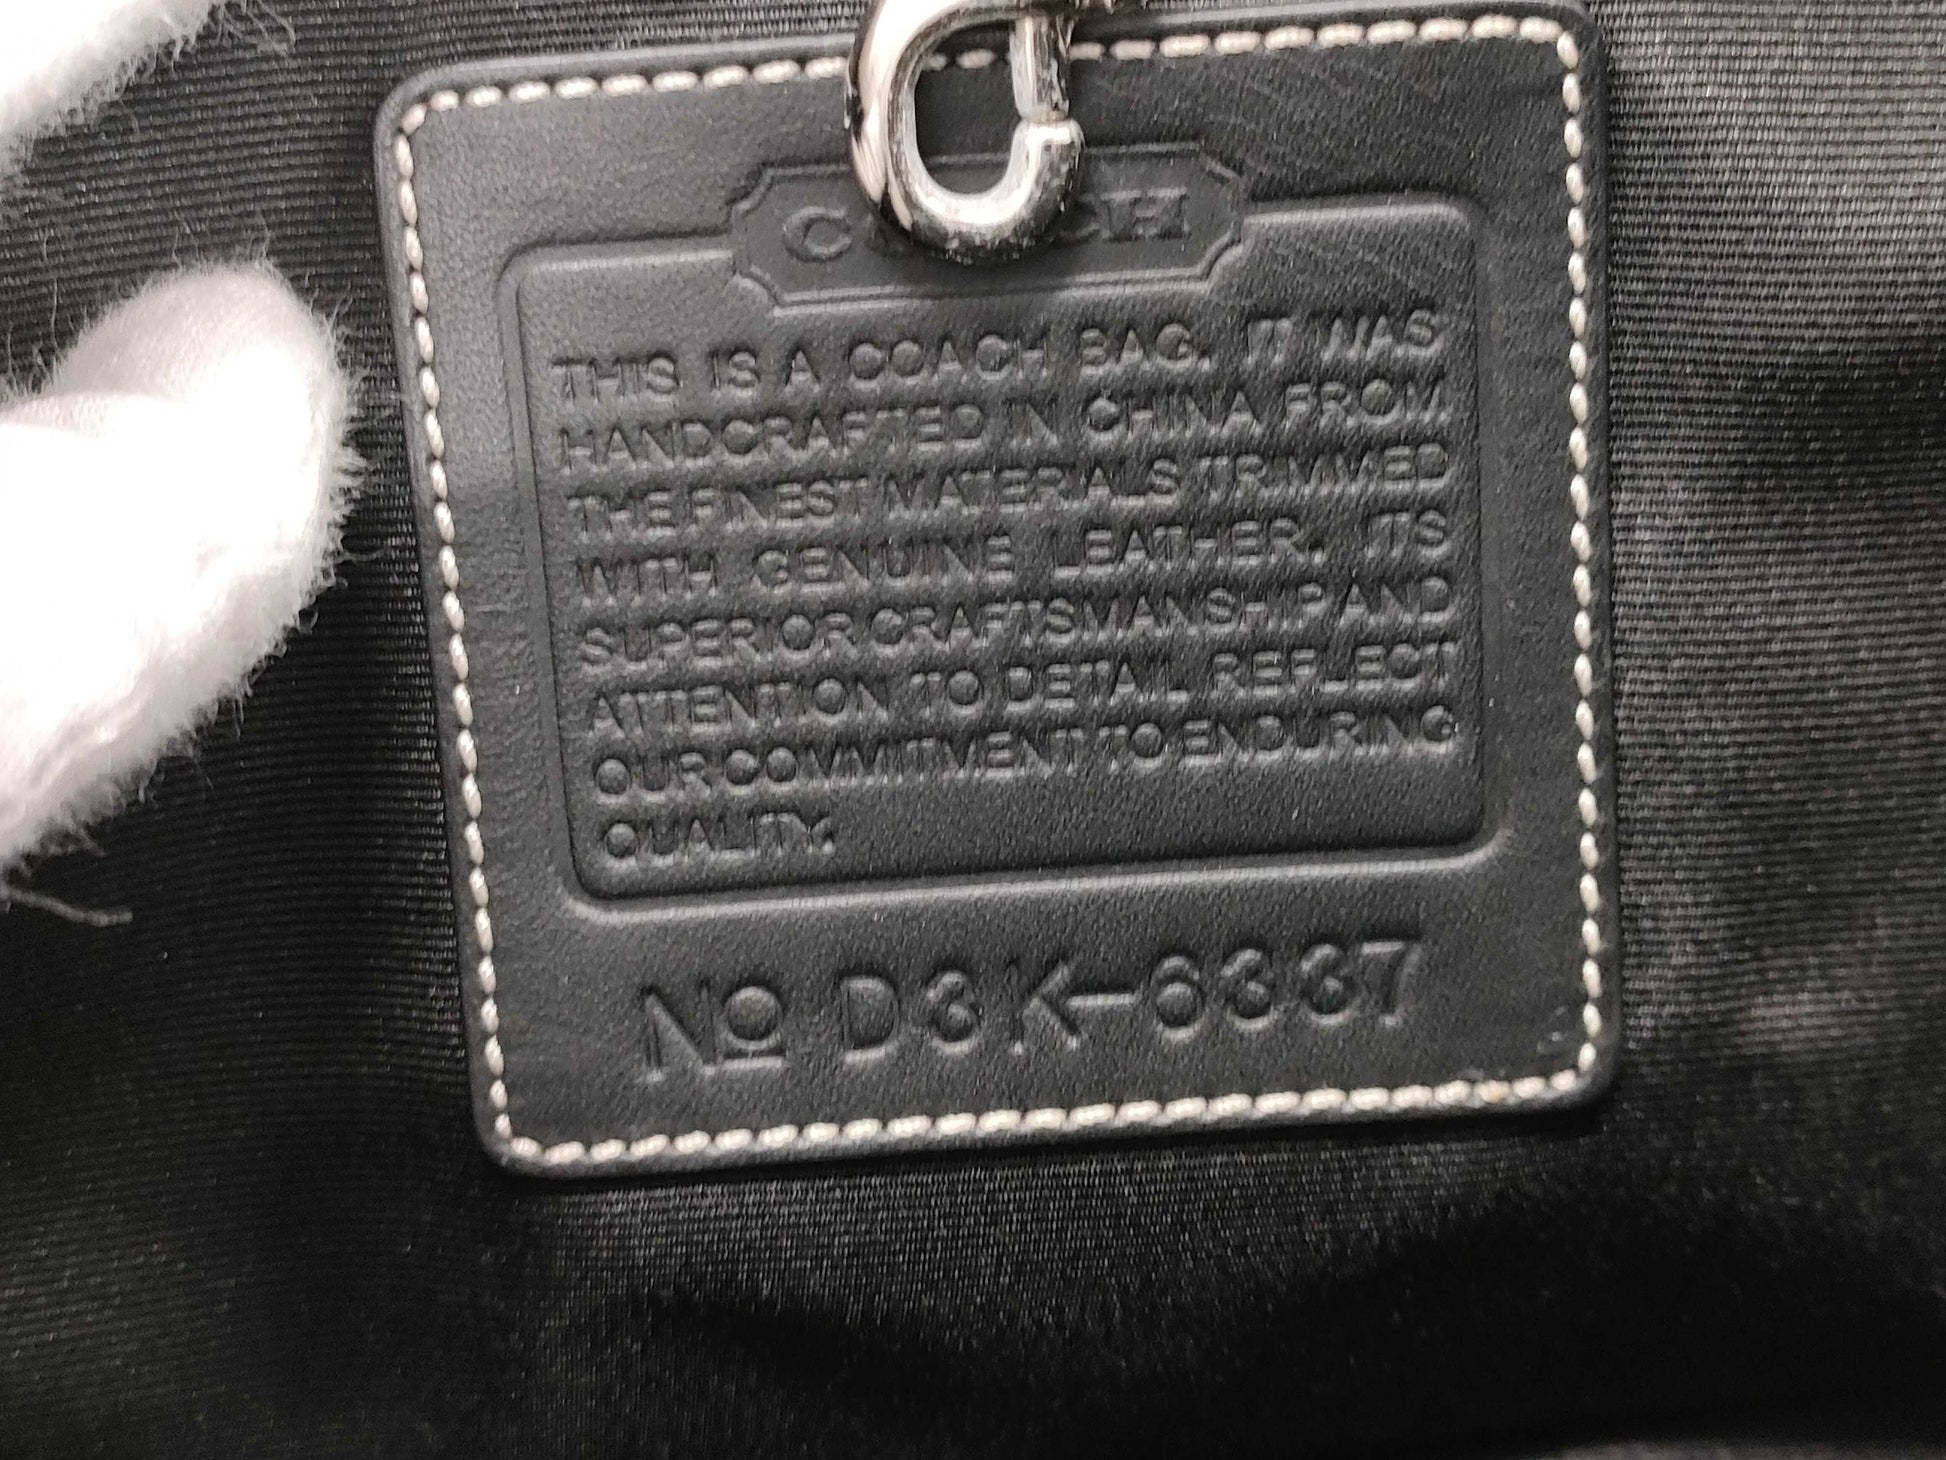 COACH
THIS IS A COACH BAG. IT WAS
HANDCRAFTED IN CHINA FROM
THE FINEST MATERIALS TRIMMED
WITH GENUINE LEATHER. ITS
SUPERIOR CRAFTSMANSHIP AND
ATTENTION TO DETAIL REFLECT
OUR COMMITMENT TO ENDURING
QUALITY.
No D3K-6337